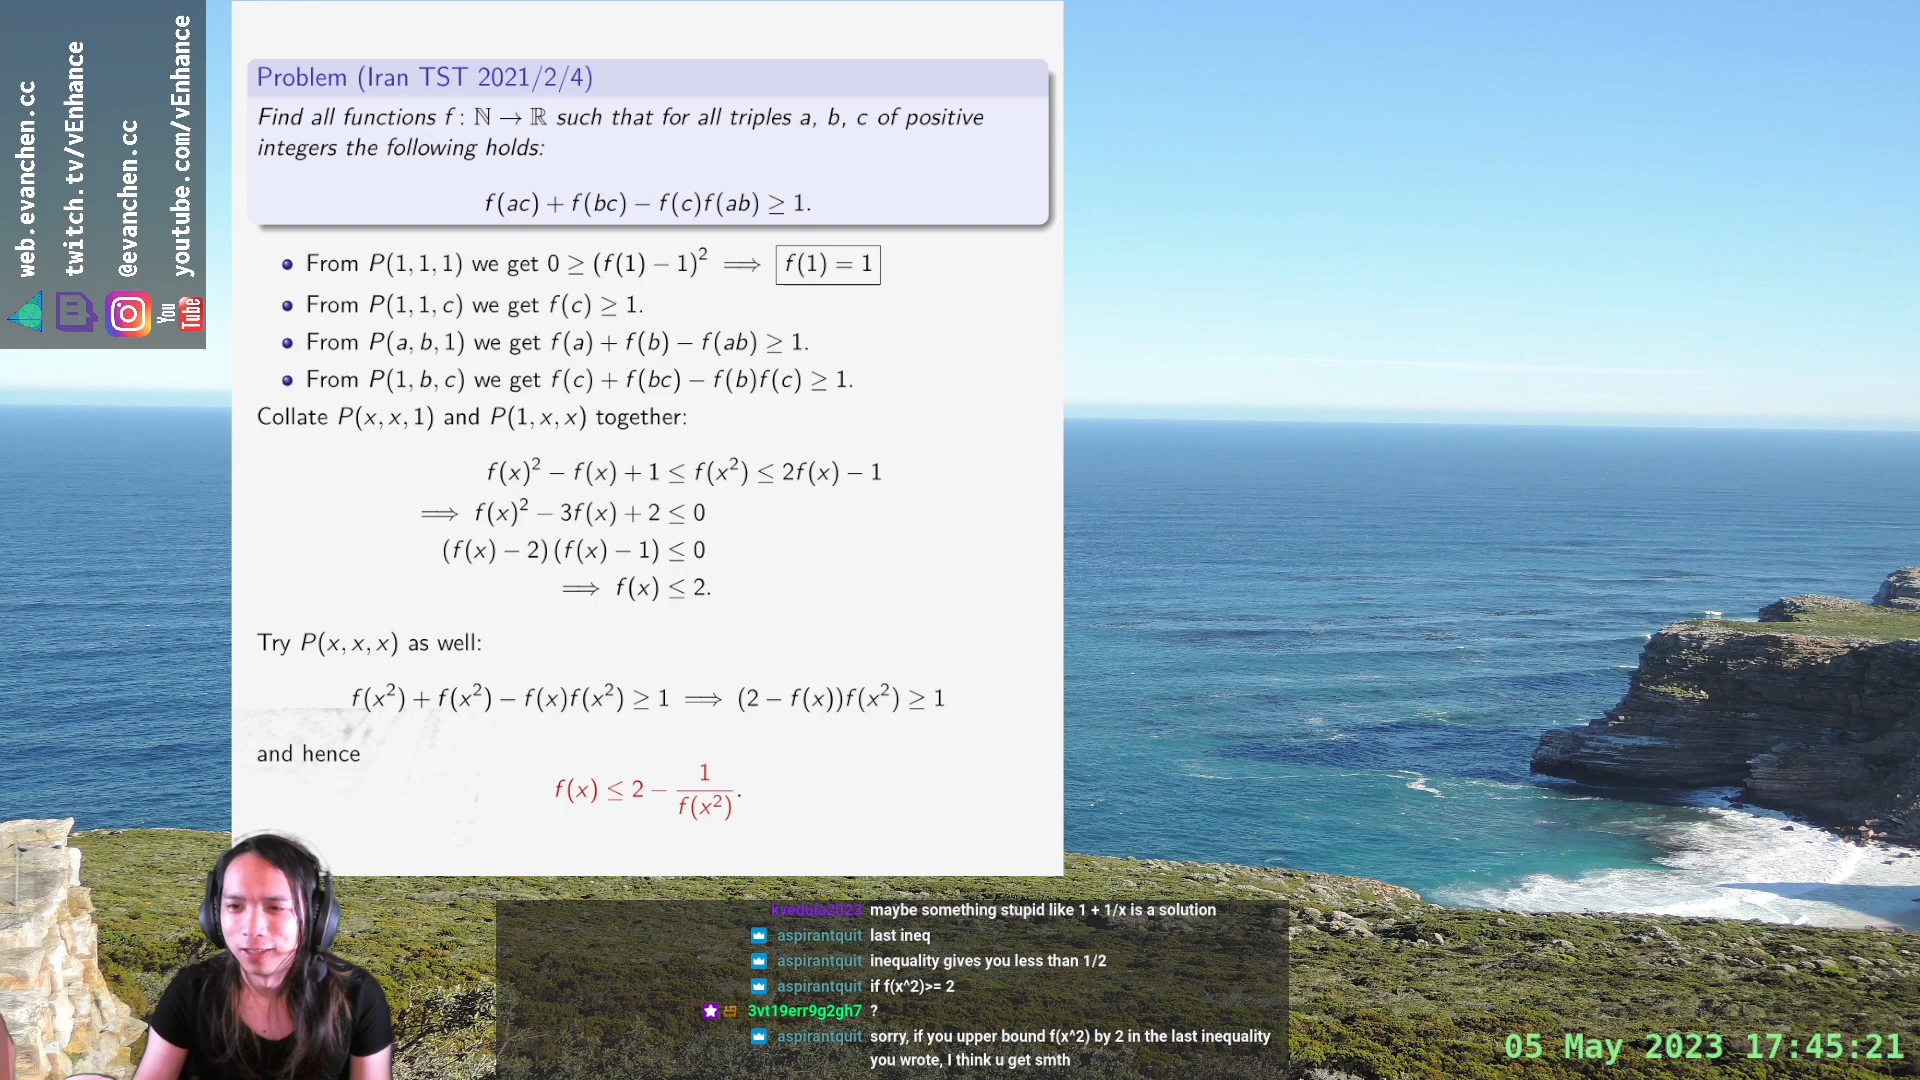 web.evanchen.cc
twitch.tv/vEnhance
@evanchen.cc
youtube.com/vEnhance
You
Tube
Problem (Iran TST 2021/2/4)
Find all functions f : ℕ → ℝ such that for all triples a, b, c of positive
integers the following holds:
f(ac) + f(bc) − f(c)f(ab) ≥ 1.
• From P(1, 1, 1) we get 0 ≥ (f(1) − 1)² ⟹ f(1) = 1
• From P(1, 1, c) we get f(c) ≥ 1.
• From P(a, b, 1) we get f(a) + f(b) − f(ab) ≥ 1.
• From P(1, b, c) we get f(c) + f(bc) − f(b)f(c) ≥ 1.
Collate P(x, x, 1) and P(1, x, x) together:
f(x)² − f(x) + 1 ≤ f(x²) ≤ 2f(x) − 1
⟹ f(x)² − 3f(x) + 2 ≤ 0
(f(x) − 2)(f(x) − 1) ≤ 0
⟹ f(x) ≤ 2.
Try P(x, x, x) as well:
f(x²) + f(x²) − f(x)f(x²) ≥ 1 ⟹ (2 − f(x))f(x²) ≥ 1
and hence
f(x) ≤ 2 − 1/f(x²).
kvedula2023 maybe something stupid like 1 + 1/x is a solution
aspirantquit last ineq
aspirantquit inequality gives you less than 1/2
aspirantquit if f(x^2)>= 2
3vt19err9g2gh7 ?
aspirantquit sorry, if you upper bound f(x^2) by 2 in the last inequality
you wrote, I think u get smth
05 May 2023 17:45:21